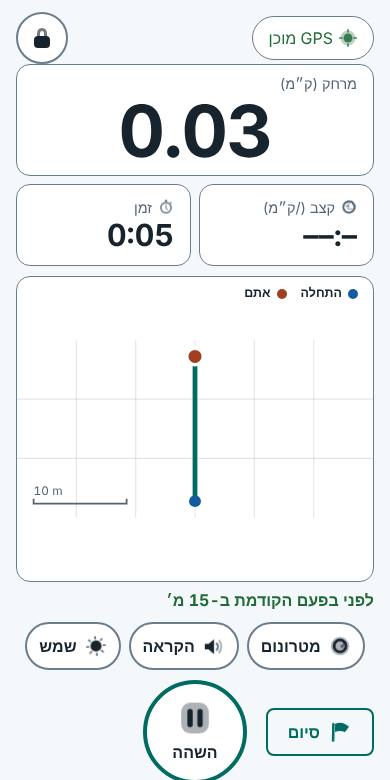 GPS מוכן
מרחק (ק״מ)
0.03
קצב (/ק״מ)
––:––
זמן
0:05
התחלה
אתם
10 m
לפני בפעם הקודמת ב-15 מ׳
מטרונום
הקראה
שמש
סיום
השהה